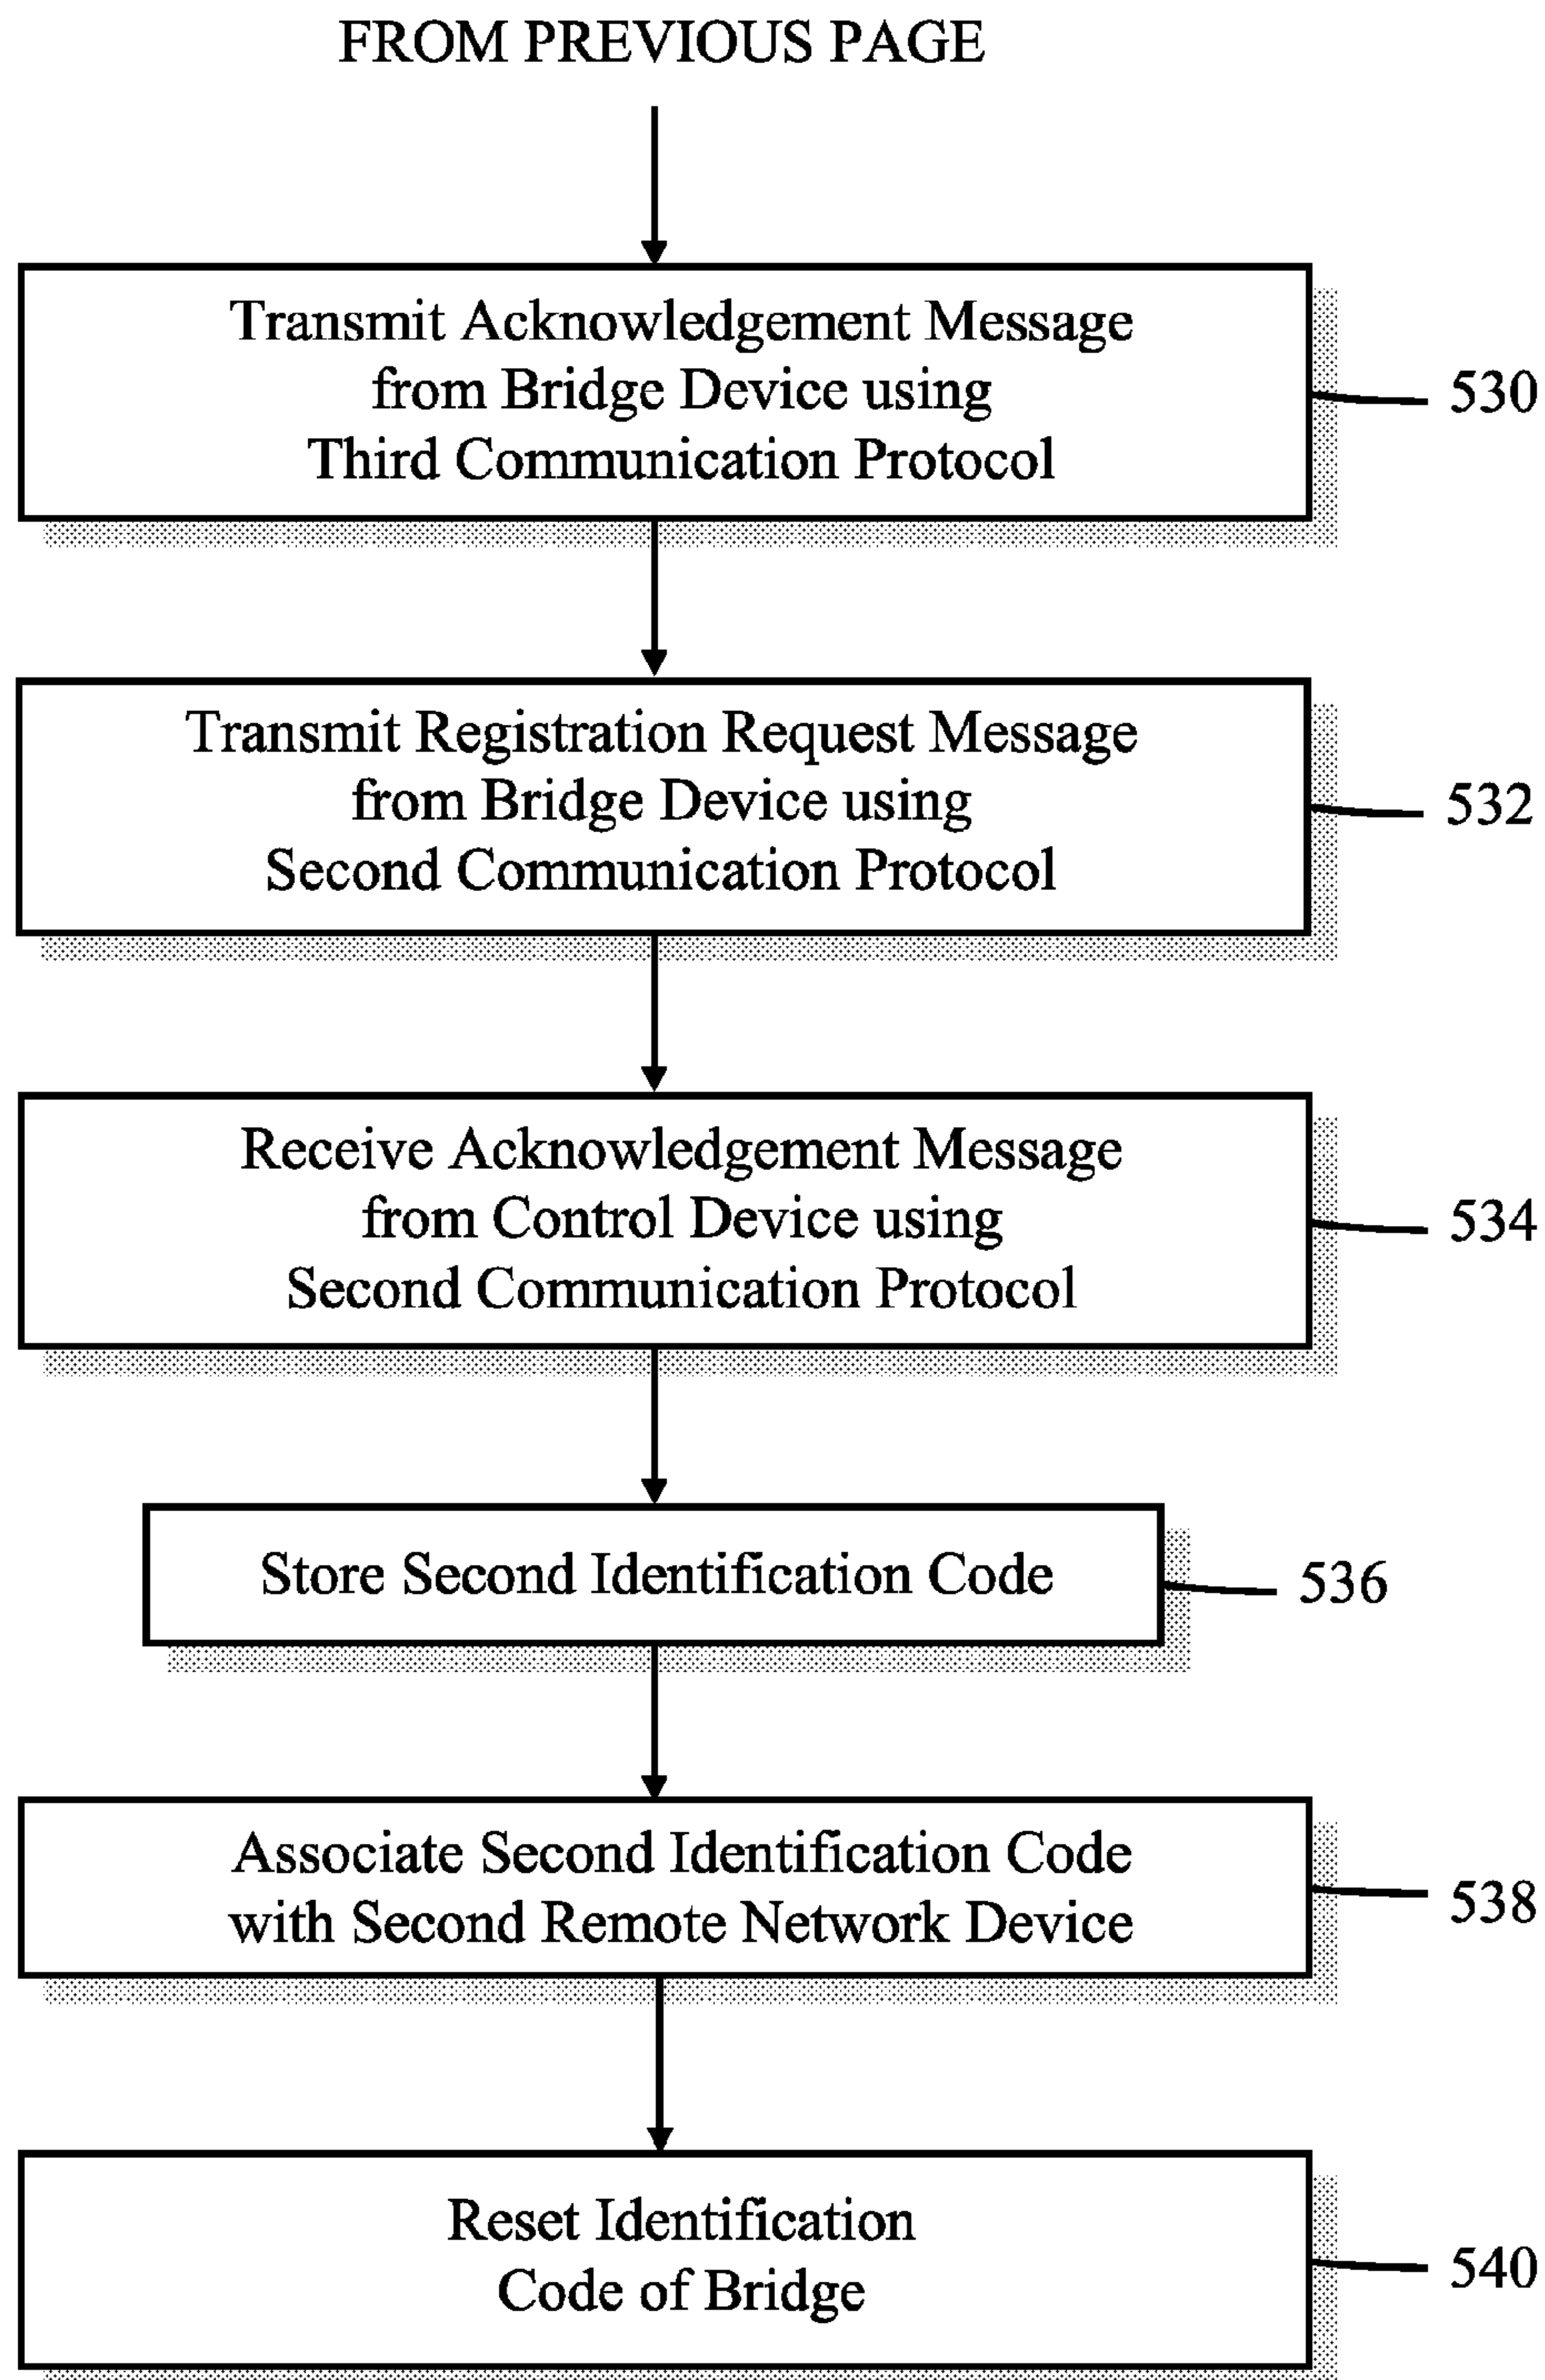 FROM PREVIOUS PAGE
Transmit Acknowledgement Message
from Bridge Device using
Third Communication Protocol
530
Transmit Registration Request Message
from Bridge Device using
Second Communication Protocol
532
Receive Acknowledgement Message
from Control Device using
Second Communication Protocol
534
Store Second Identification Code
536
Associate Second Identification Code
with Second Remote Network Device
538
Reset Identification
Code of Bridge
540